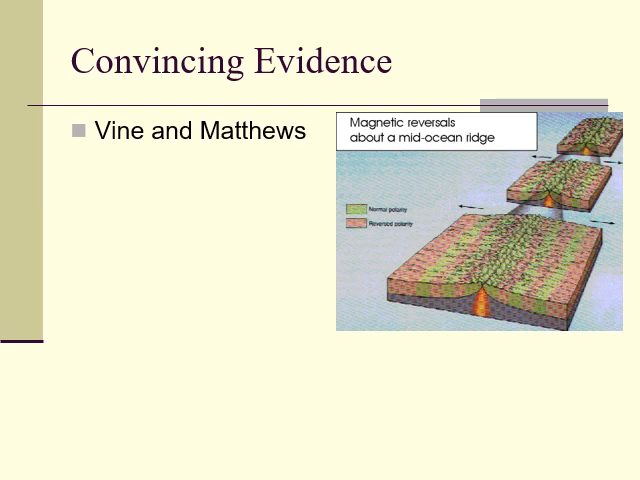 Convincing Evidence
Vine and Matthews
Magnetic reversals
about a mid-ocean ridge
Normal polarity
Reversed polarity